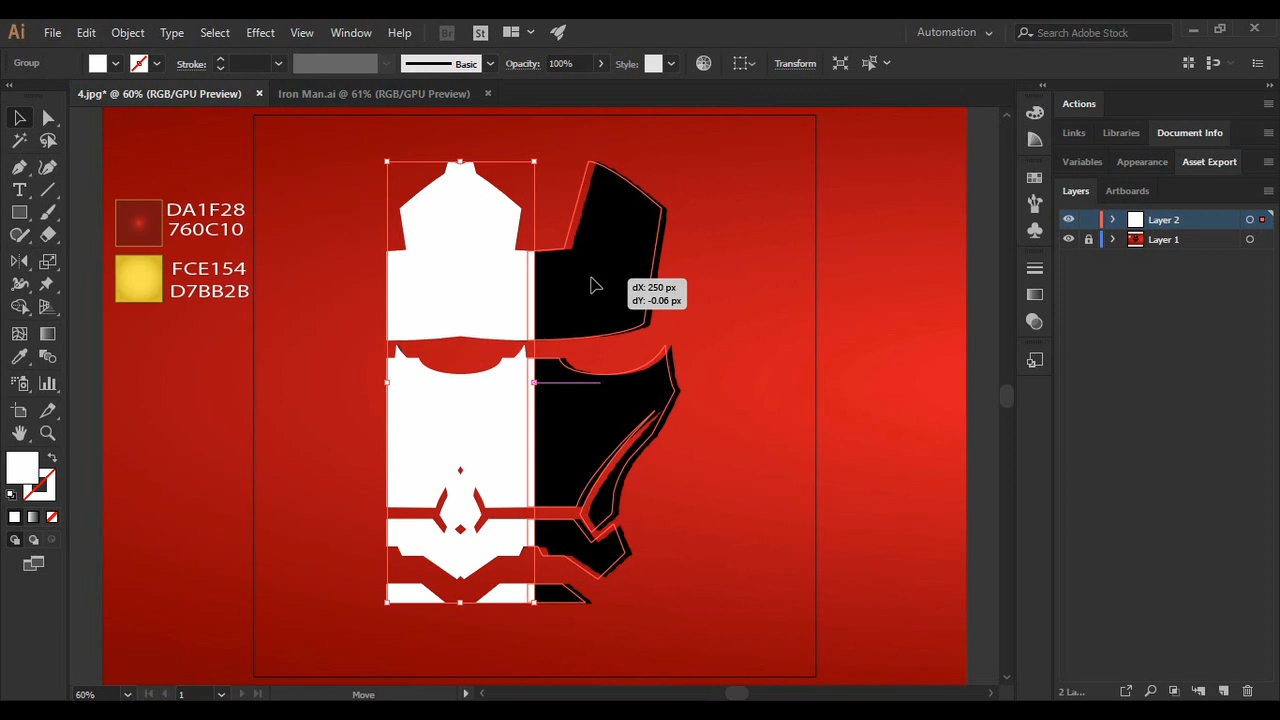 Ai File Edit Object Type Select Effect View Window Help Br St Automation Search Adobe Stock
Group Stroke: Basic Opacity: 100% Style: Transform
4.jpg* @ 60% (RGB/GPU Preview) × Iron Man.ai @ 61% (RGB/GPU Preview) ×
Actions
Links Libraries Document Info
Variables Appearance Asset Export
Layers Artboards
Layer 2
Layer 1
DA1F28
760C10
FCE154
D7BB2B
dX: 250 px
dY: -0.06 px
60% 1 Move
2 La...